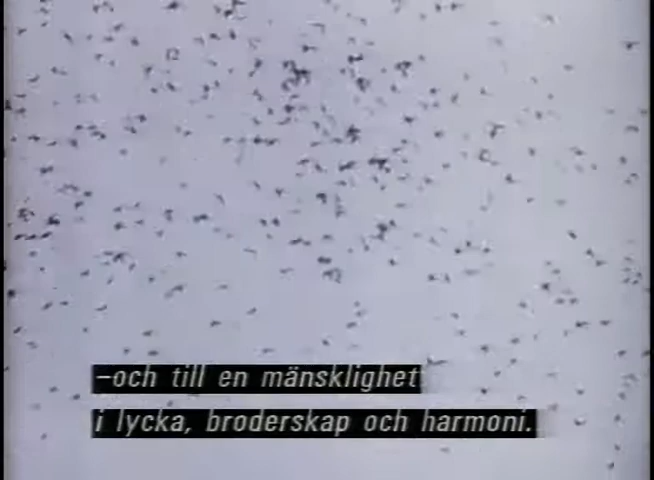 –och till en mänsklighet
i lycka, broderskap och harmoni.